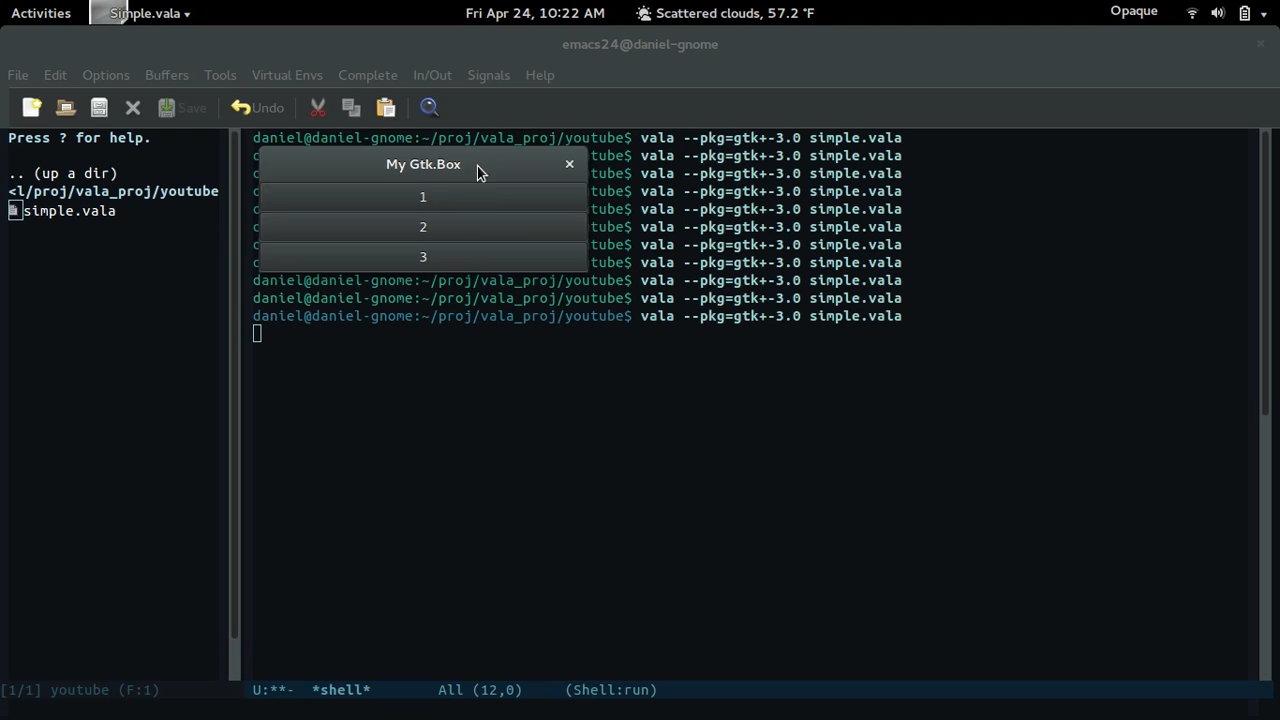 Activities Simple.vala Fri Apr 24, 10:22 AM Scattered clouds, 57.2 °F Opaque
emacs24@daniel-gnome
File Edit Options Buffers Tools Virtual Envs Complete In/Out Signals Help
Save Undo
Press ? for help.
.. (up a dir)
<l/proj/vala_proj/youtube
simple.vala
daniel@daniel-gnome:~/proj/vala_proj/youtube$ vala --pkg=gtk+-3.0 simple.vala
tube$ vala --pkg=gtk+-3.0 simple.vala
tube$ vala --pkg=gtk+-3.0 simple.vala
tube$ vala --pkg=gtk+-3.0 simple.vala
tube$ vala --pkg=gtk+-3.0 simple.vala
tube$ vala --pkg=gtk+-3.0 simple.vala
tube$ vala --pkg=gtk+-3.0 simple.vala
tube$ vala --pkg=gtk+-3.0 simple.vala
daniel@daniel-gnome:~/proj/vala_proj/youtube$ vala --pkg=gtk+-3.0 simple.vala
daniel@daniel-gnome:~/proj/vala_proj/youtube$ vala --pkg=gtk+-3.0 simple.vala
daniel@daniel-gnome:~/proj/vala_proj/youtube$ vala --pkg=gtk+-3.0 simple.vala
My Gtk.Box
1
2
3
[1/1] youtube (F:1)
U:**- *shell* All (12,0) (Shell:run)